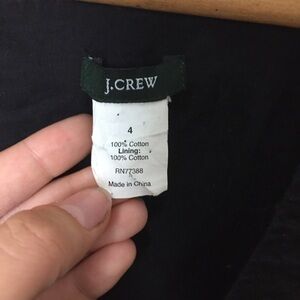 J.CREW
4
100% Cotton
Lining:
100% Cotton
RN77388
Made in China